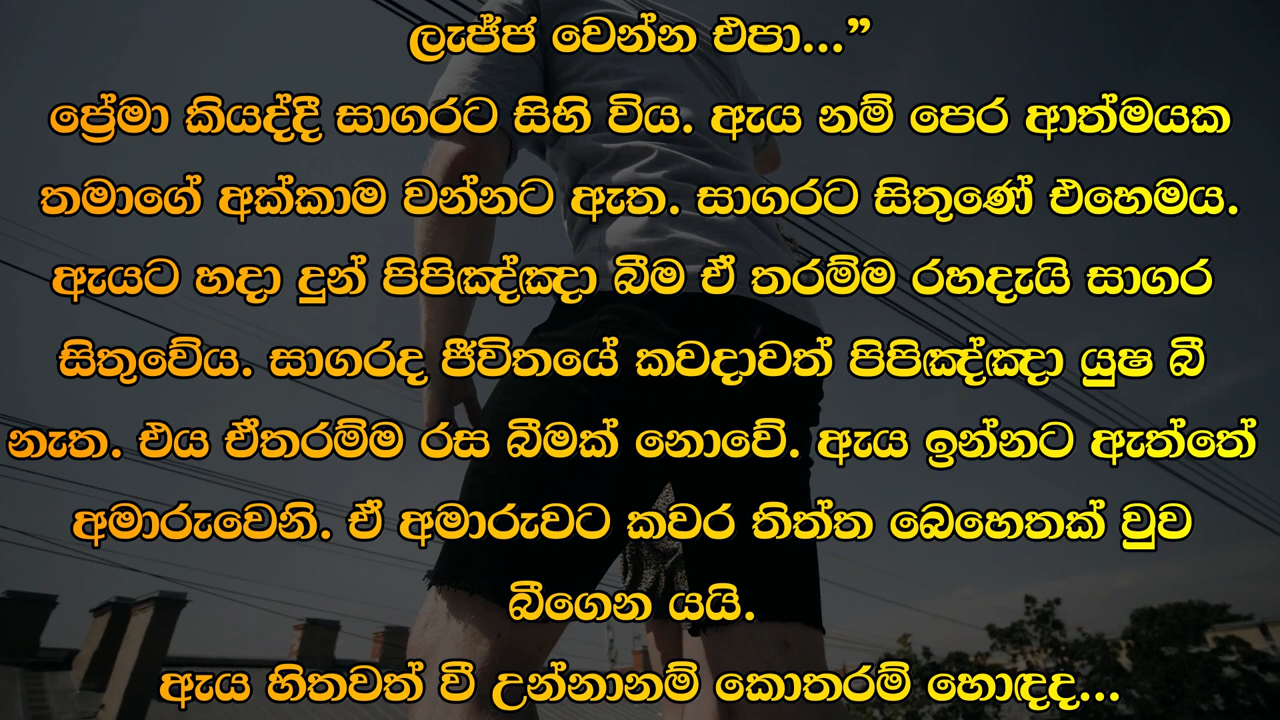 ලැජ්ජ වෙන්න එපා...”
ප්‍රේමා කියද්දී සාගරට සිහි විය. ඇය නම් පෙර ආත්මයක
තමාගේ අක්කාම වන්නට ඇත. සාගරට සිතුණේ එහෙමය.
ඇයට හදා දුන් පිපිඤ්ඤා බීම ඒ තරම්ම රහදැයි සාගර
සිතුවේය. සාගරද ජීවිතයේ කවදාවත් පිපිඤ්ඤා යුෂ බී
නැත. එය ඒතරම්ම රස බීමක් නොවේ. ඇය ඉන්නට ඇත්තේ
අමාරුවෙනි. ඒ අමාරුවට කවර තිත්ත බෙහෙතක් වුව
බීගෙන යයි.
ඇය හිතවත් වී උන්නානම් කොතරම් හොඳද...